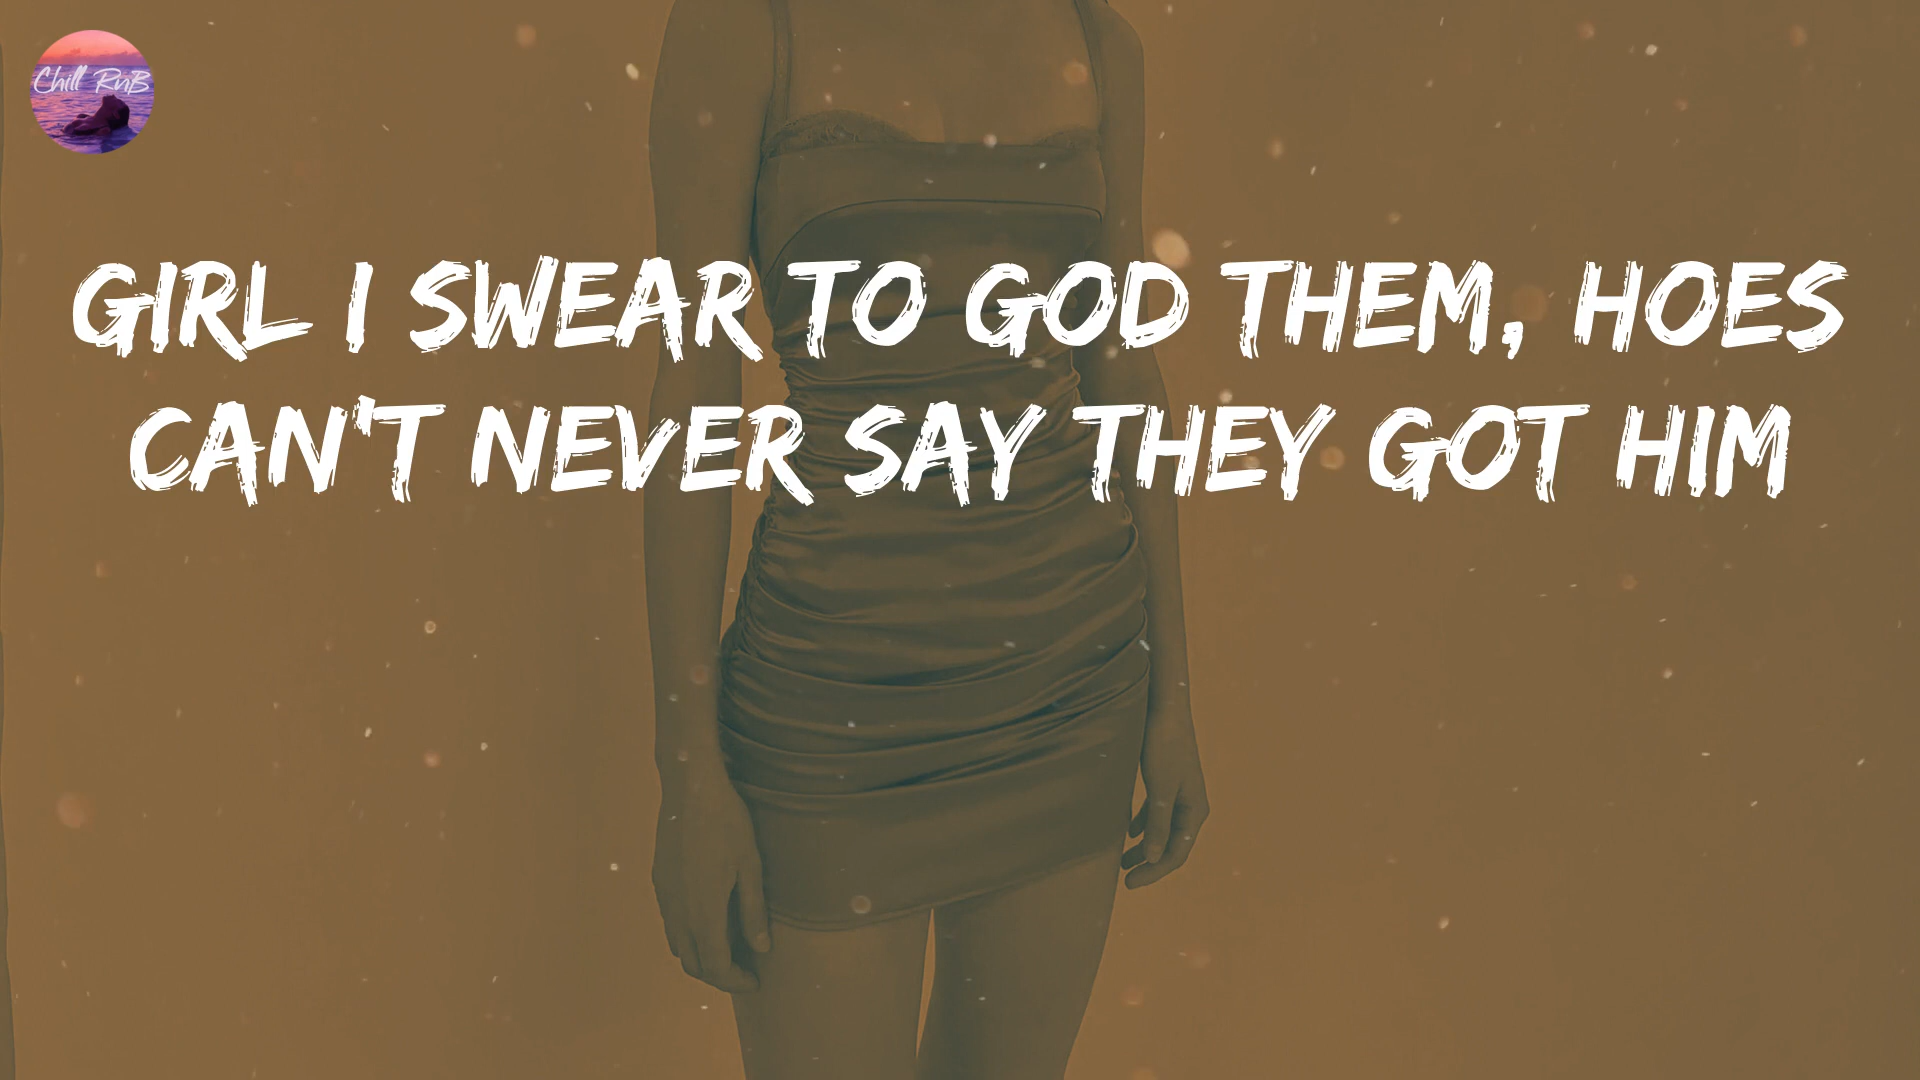 Chill RnB
GIRL I SWEAR TO GOD THEM, HOES
CAN'T NEVER SAY THEY GOT HIM